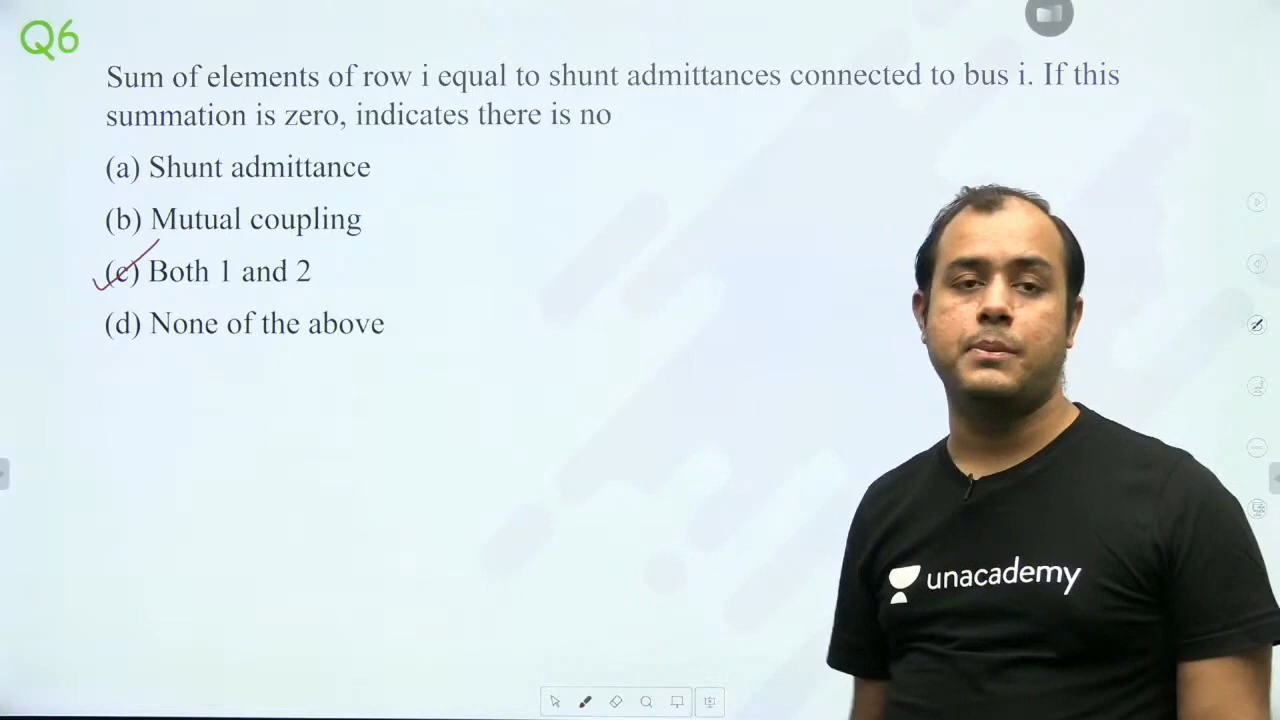 Q6
Sum of elements of row i equal to shunt admittances connected to bus i. If this
summation is zero, indicates there is no
(a) Shunt admittance
(b) Mutual coupling
(c) Both 1 and 2
(d) None of the above
unacademy